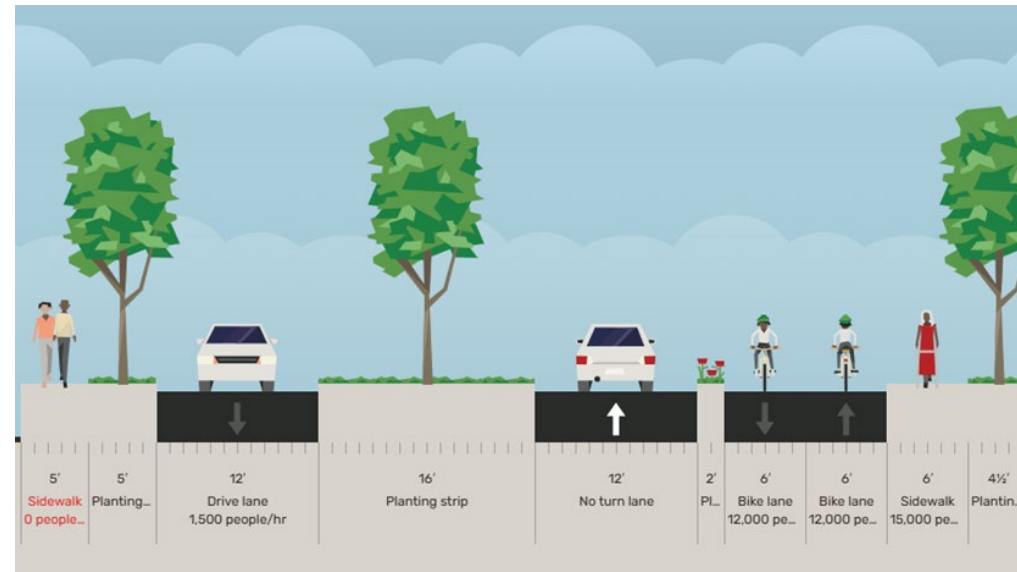 5'
Sidewalk
0 people...
5'
Planting...
12'
Drive lane
1,500 people/hr
16'
Planting strip
12'
No turn lane
2'
Pl...
6'
Bike lane
12,000 pe...
6'
Bike lane
12,000 pe...
6'
Sidewalk
15,000 pe...
4½'
Plantin.